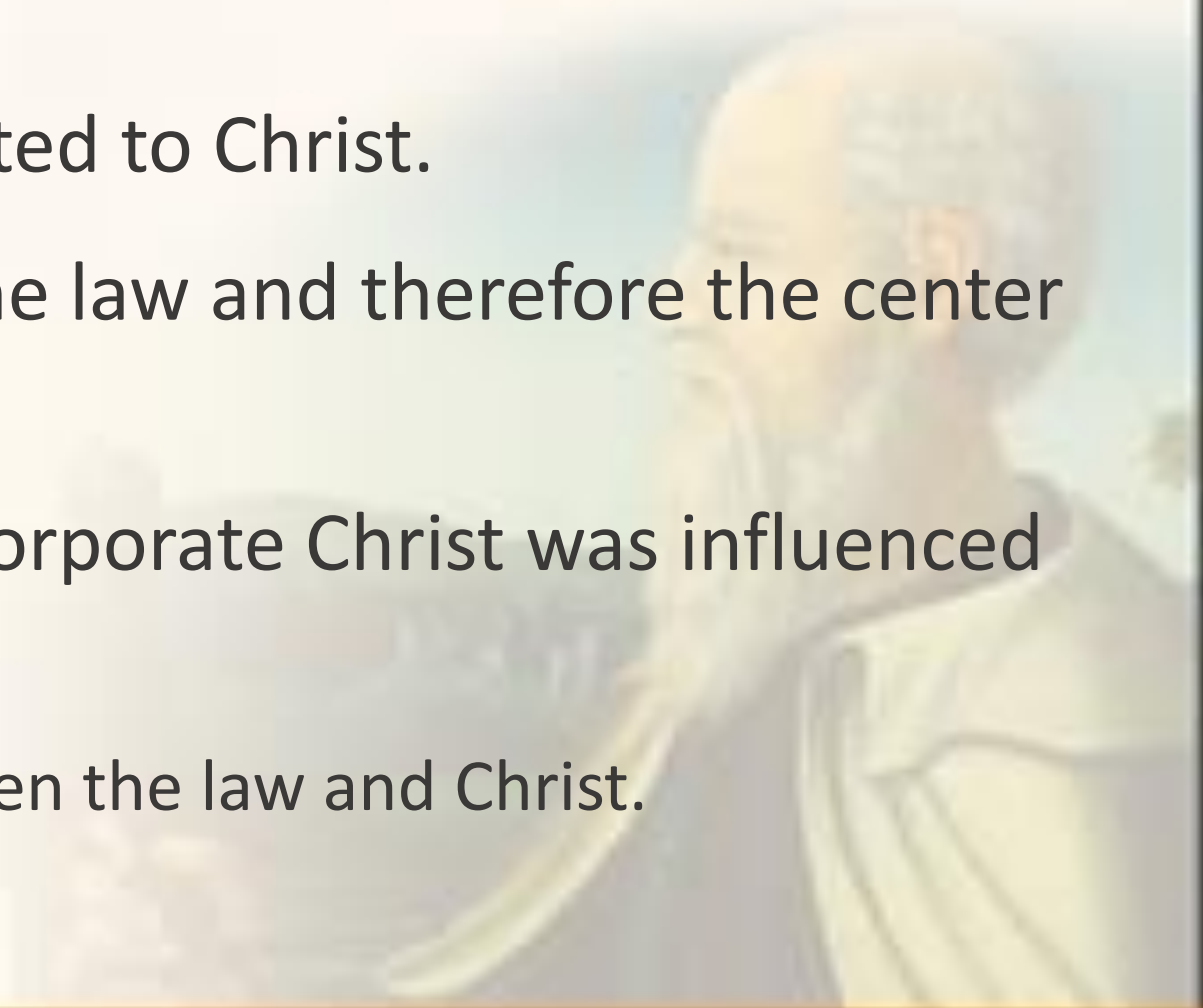 ted to Christ.
he law and therefore the center
orporate Christ was influenced
en the law and Christ.